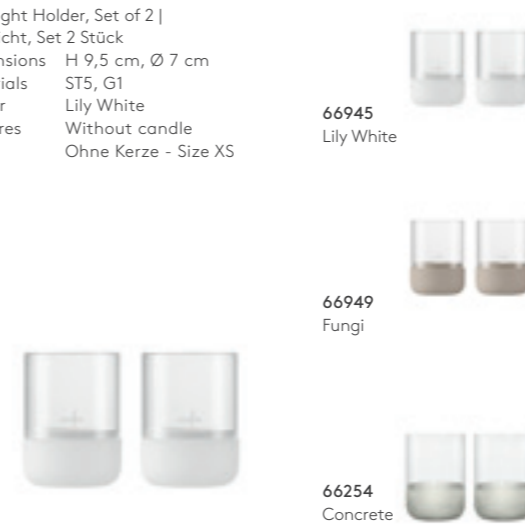 ght Holder, Set of 2 |
cht, Set 2 Stück
nsions H 9,5 cm, Ø 7 cm
ials ST5, G1
r Lily White
res Without candle
Ohne Kerze - Size XS
66945
Lily White
66949
Fungi
66254
Concrete